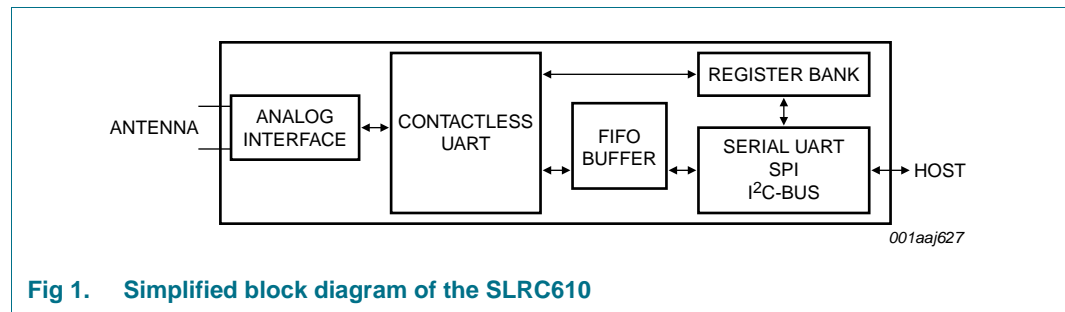 ANTENNA
ANALOG
INTERFACE
CONTACTLESS
UART
FIFO
BUFFER
REGISTER BANK
SERIAL UART
SPI
I²C-BUS
HOST
001aaj627
Fig 1. Simplified block diagram of the SLRC610